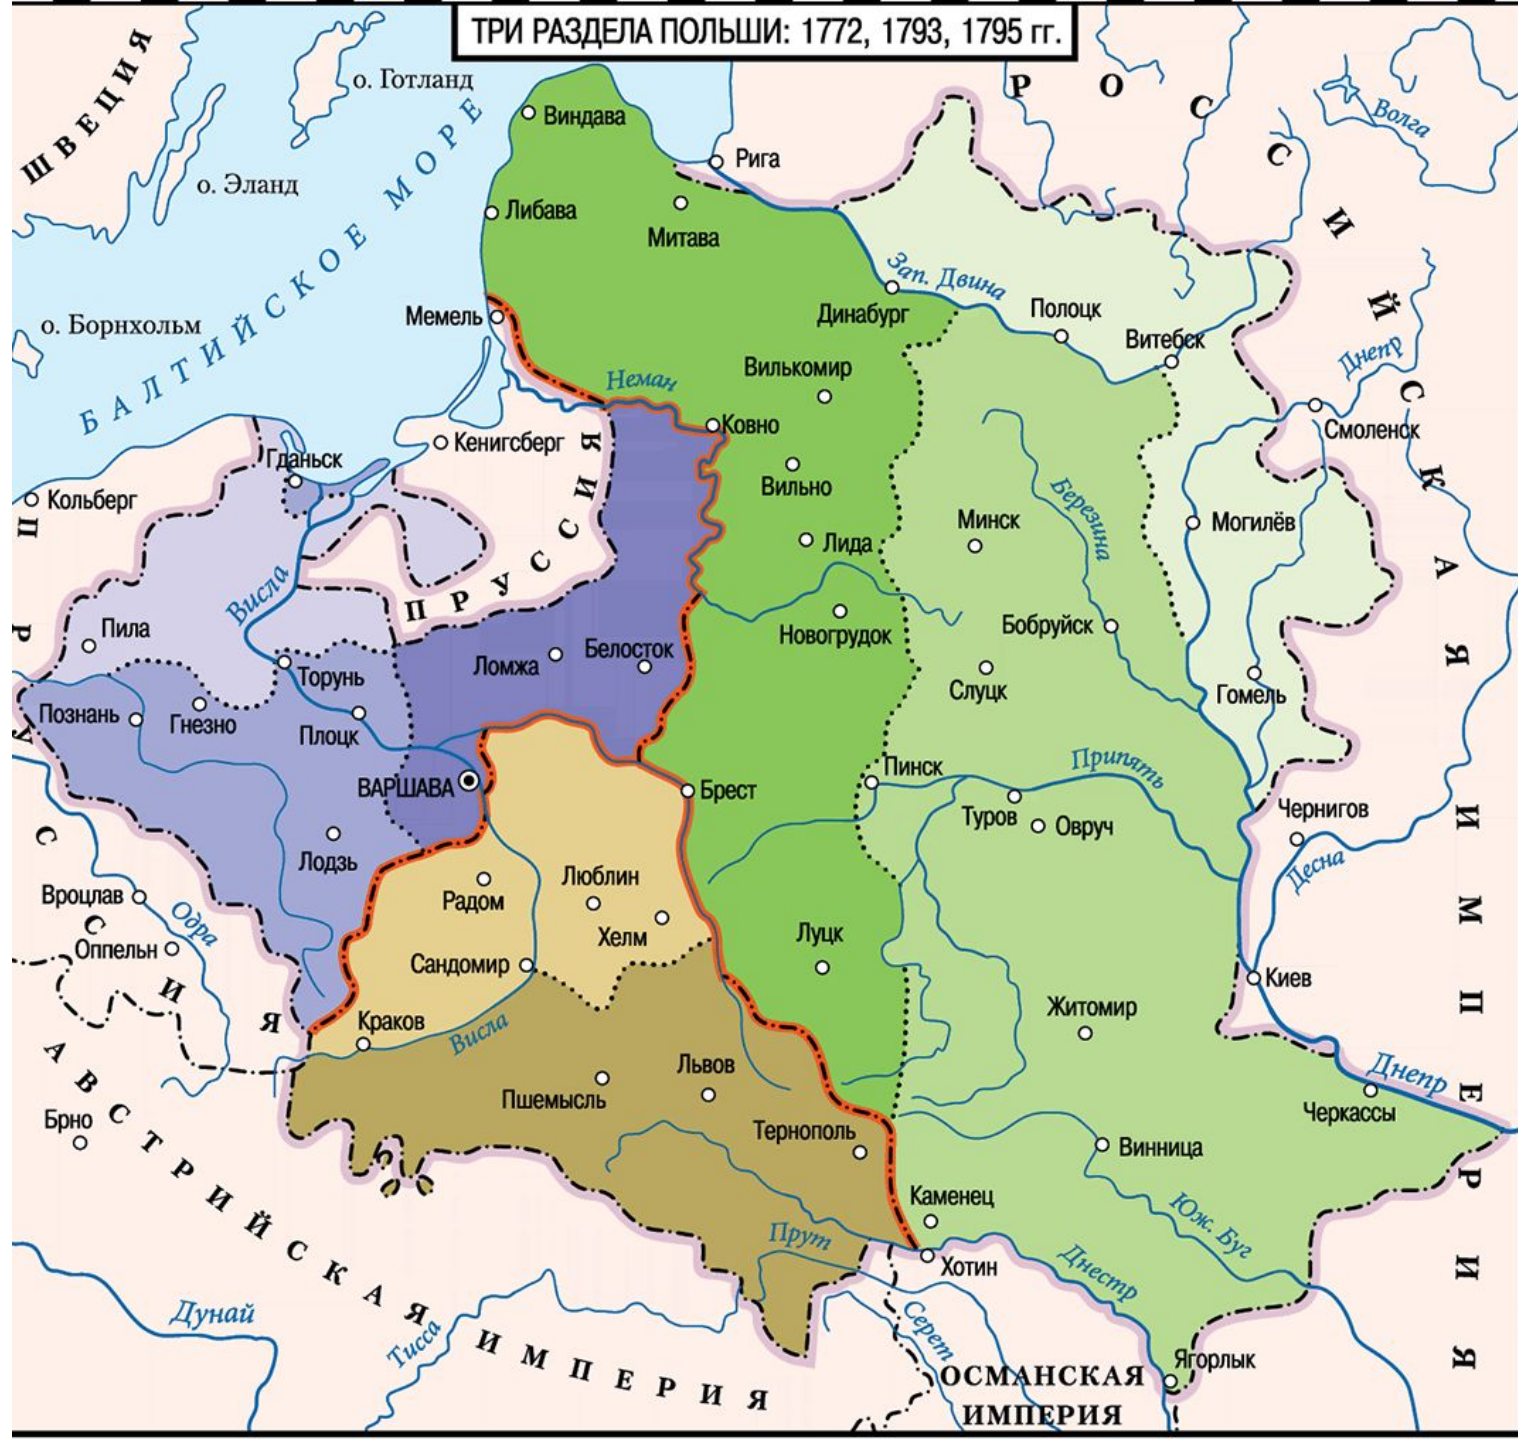 ТРИ РАЗДЕЛА ПОЛЬШИ: 1772, 1793, 1795 гг.
ШВЕЦИЯ
о. Готланд
о. Эланд
о. Борнхольм
БАЛТИЙСКОЕ МОРЕ
РОССИЙСКАЯ ИМПЕРИЯ
Волга
Виндава
Рига
Либава
Митава
Зап. Двина
Динабург
Полоцк
Витебск
Мемель
Неман
Вилькомир
Днепр
Смоленск
Ковно
Кенигсберг
Гданьск
Кольберг
Вильно
Березина
Минск
Могилёв
Лида
ПРУССИЯ
Висла
Пила
Новогрудок
Бобруйск
Ломжа
Белосток
Торунь
Слуцк
Гомель
Познань
Гнезно
Плоцк
ВАРШАВА
Брест
Пинск
Припять
Туров
Овруч
Чернигов
Десна
Лодзь
Радом
Люблин
Хелм
Вроцлав
Одра
Оппельн
ПРУССИЯ
Сандомир
Луцк
Киев
Краков
Висла
Житомир
Львов
Пшемысль
Днепр
Черкассы
Брно
Тернополь
Винница
АВСТРИЙСКАЯ ИМПЕРИЯ
Каменец
Юж. Буг
Прут
Хотин
Днестр
Дунай
Тисса
Серет
Ягорлык
ОСМАНСКАЯ
ИМПЕРИЯ